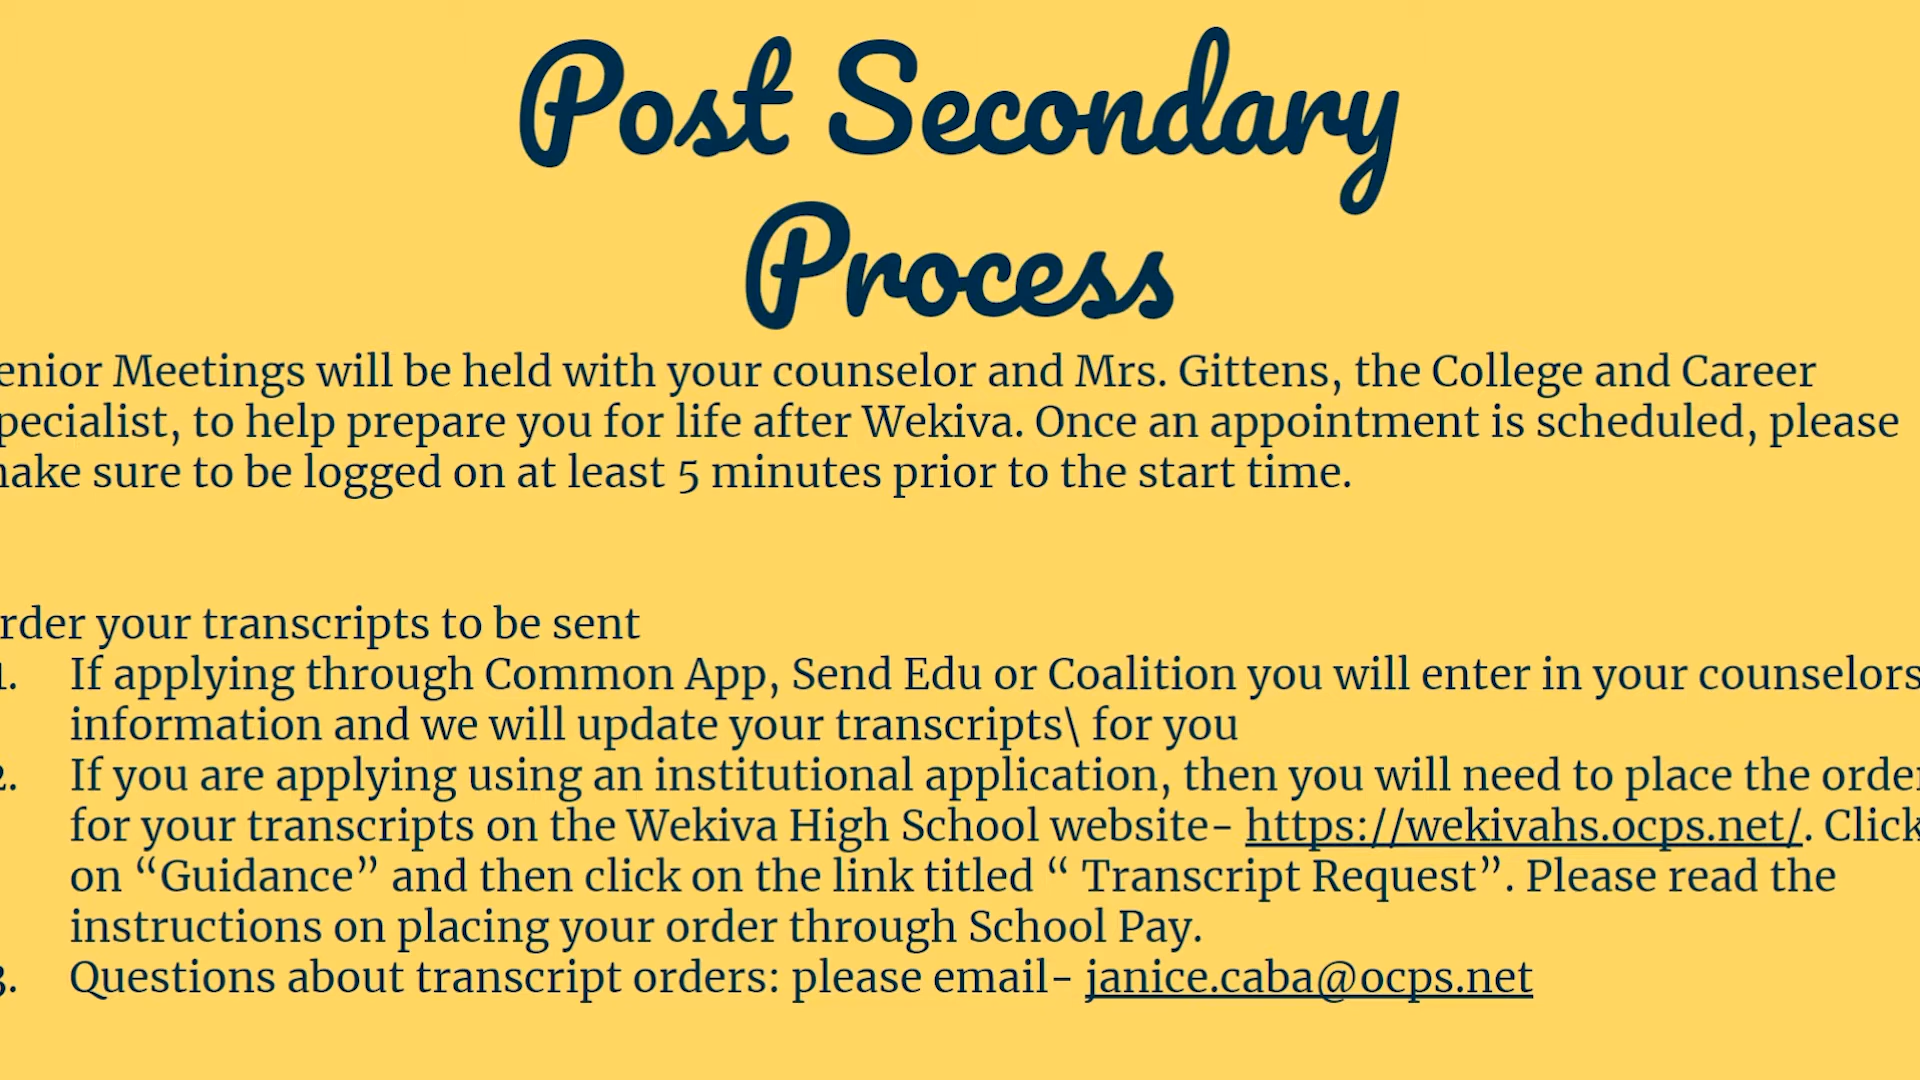 Post Secondary
Process
enior Meetings will be held with your counselor and Mrs. Gittens, the College and Career
pecialist, to help prepare you for life after Wekiva. Once an appointment is scheduled, please
ake sure to be logged on at least 5 minutes prior to the start time.
rder your transcripts to be sent
1. If applying through Common App, Send Edu or Coalition you will enter in your counselors
information and we will update your transcripts\ for you
2. If you are applying using an institutional application, then you will need to place the order
for your transcripts on the Wekiva High School website- https://wekivahs.ocps.net/. Click
on “Guidance” and then click on the link titled “ Transcript Request”. Please read the
instructions on placing your order through School Pay.
3. Questions about transcript orders: please email- janice.caba@ocps.net